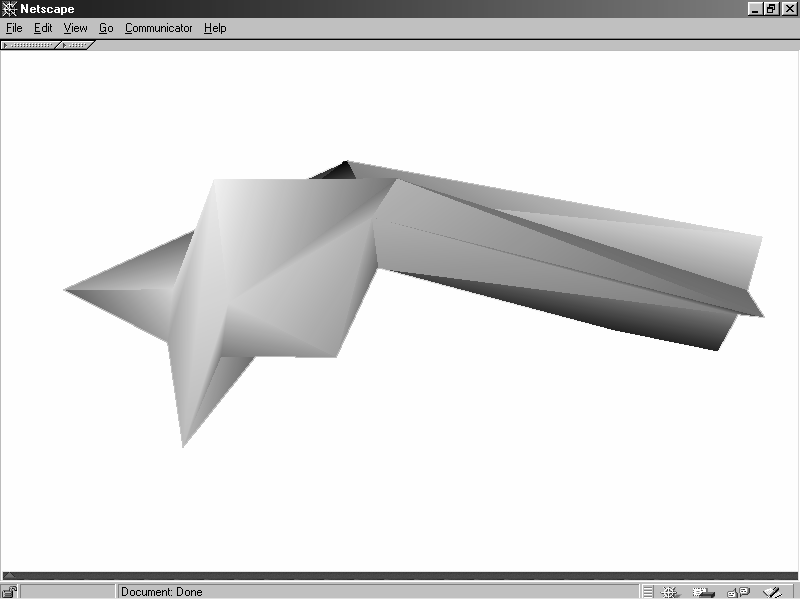 Netscape
File Edit View Go Communicator Help
Document: Done